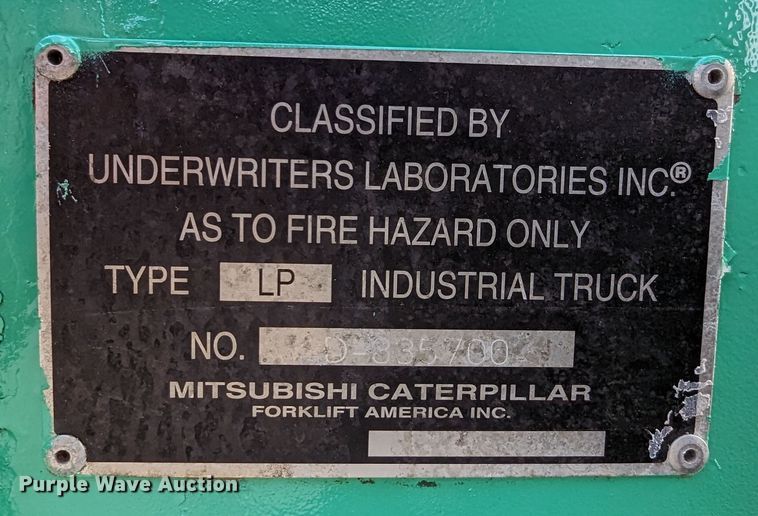 CLASSIFIED BY
UNDERWRITERS LABORATORIES INC.®
AS TO FIRE HAZARD ONLY
TYPE LP INDUSTRIAL TRUCK
NO.
MITSUBISHI CATERPILLAR
FORKLIFT AMERICA INC.
Purple Wave Auction